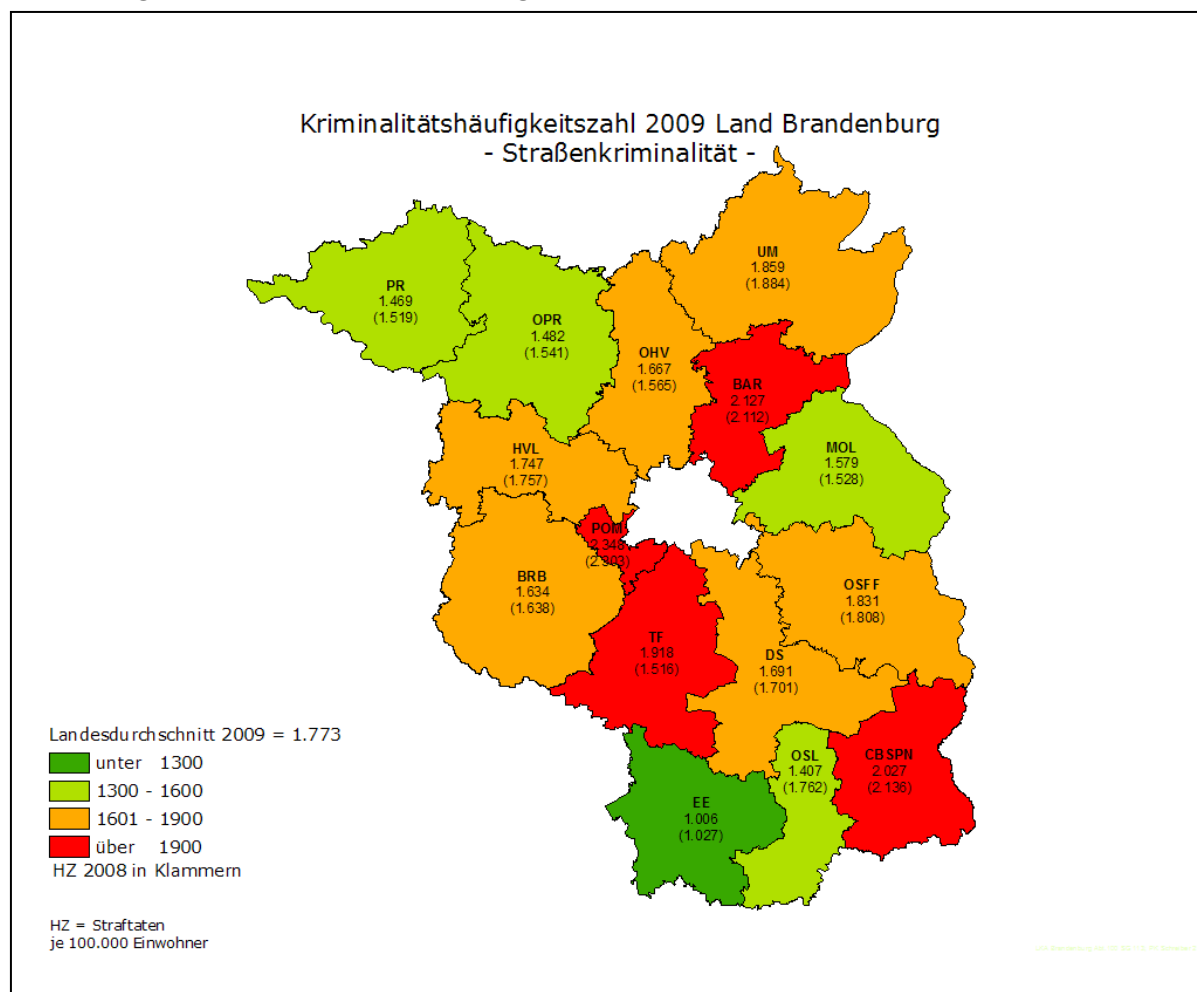 Kriminalitätshäufigkeitszahl 2009 Land Brandenburg
- Straßenkriminalität -
UM
1.859
(1.884)
PR
1.469
(1.519)
OPR
1.482
(1.541)
OHV
1.667
(1.565)
BAR
2.127
(2.112)
MOL
1.579
(1.528)
HVL
1.747
(1.757)
POM
2.348
(2.303)
BRB
1.634
(1.638)
OSFF
1.831
(1.808)
TF
1.918
(1.516)
DS
1.691
(1.701)
OSL
1.407
(1.762)
CBSPN
2.027
(2.136)
EE
1.006
(1.027)
Landesdurchschnitt 2009 = 1.773
unter 1300
1300 - 1600
1601 - 1900
über 1900
HZ 2008 in Klammern
HZ = Straftaten
je 100.000 Einwohner